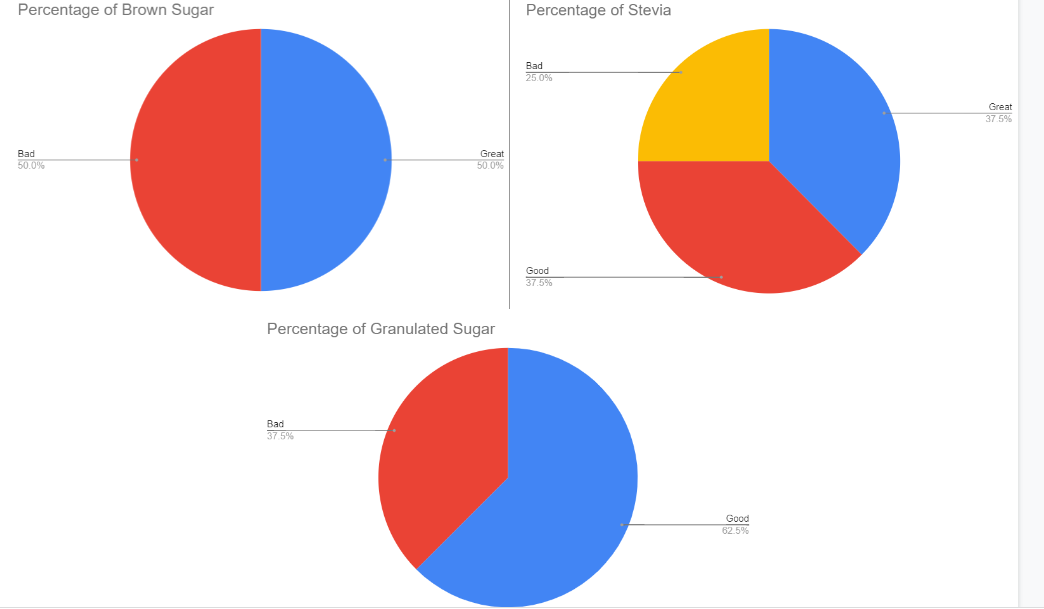 Percentage of Brown Sugar
Bad
50.0%
Great
50.0%
Percentage of Stevia
Bad
25.0%
Great
37.5%
Good
37.5%
Percentage of Granulated Sugar
Bad
37.5%
Good
62.5%